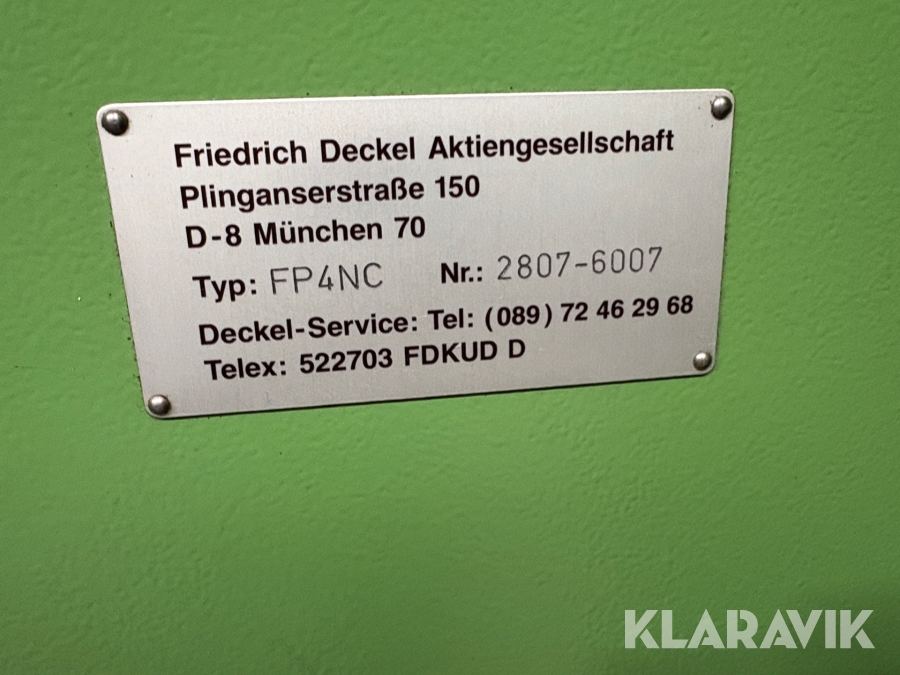 Friedrich Deckel Aktiengesellschaft
Plinganserstraße 150
D-8 München 70
Typ: FP4NC Nr.: 2807-6007
Deckel-Service: Tel: (089) 72 46 29 68
Telex: 522703 FDKUD D
KLARAVIK